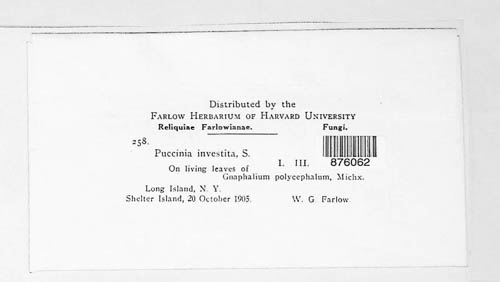 Distributed by the
FARLOW HERBARIUM OF HARVARD UNIVERSITY
Reliquiae Farlowianae. Fungi.
258.
Puccinia investita, S.
I. III. 876062
On living leaves of
Gnaphalium polycephalum, Michx.
Long Island, N. Y.
Shelter Island, 20 October 1905. W. G. Farlow.